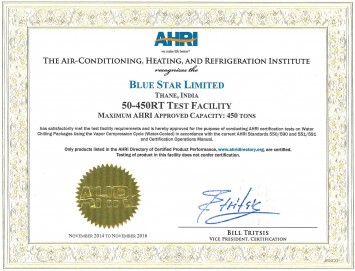 AHRI
we make life better®
THE AIR-CONDITIONING, HEATING, AND REFRIGERATION INSTITUTE
recognizes the
BLUE STAR LIMITED
THANE, INDIA
50-450RT TEST FACILITY
MAXIMUM AHRI APPROVED CAPACITY: 450 TONS
has satisfactorily met the test facility requirements and is hereby approved for the purpose of conducting AHRI certification tests on Water
Chilling Packages Using the Vapor Compression Cycle (Water-Cooled) in accordance with the current AHRI Standards 550/590 and 551/591
and Certification Operations Manual.
Only products listed in the AHRI Directory of Certified Product Performance, www.ahridirectory.org, are certified.
Testing of product in this facility does not confer certification.
AHRI
BILL TRITSIS
VICE PRESIDENT, CERTIFICATION
NOVEMBER 2014 TO NOVEMBER 2016